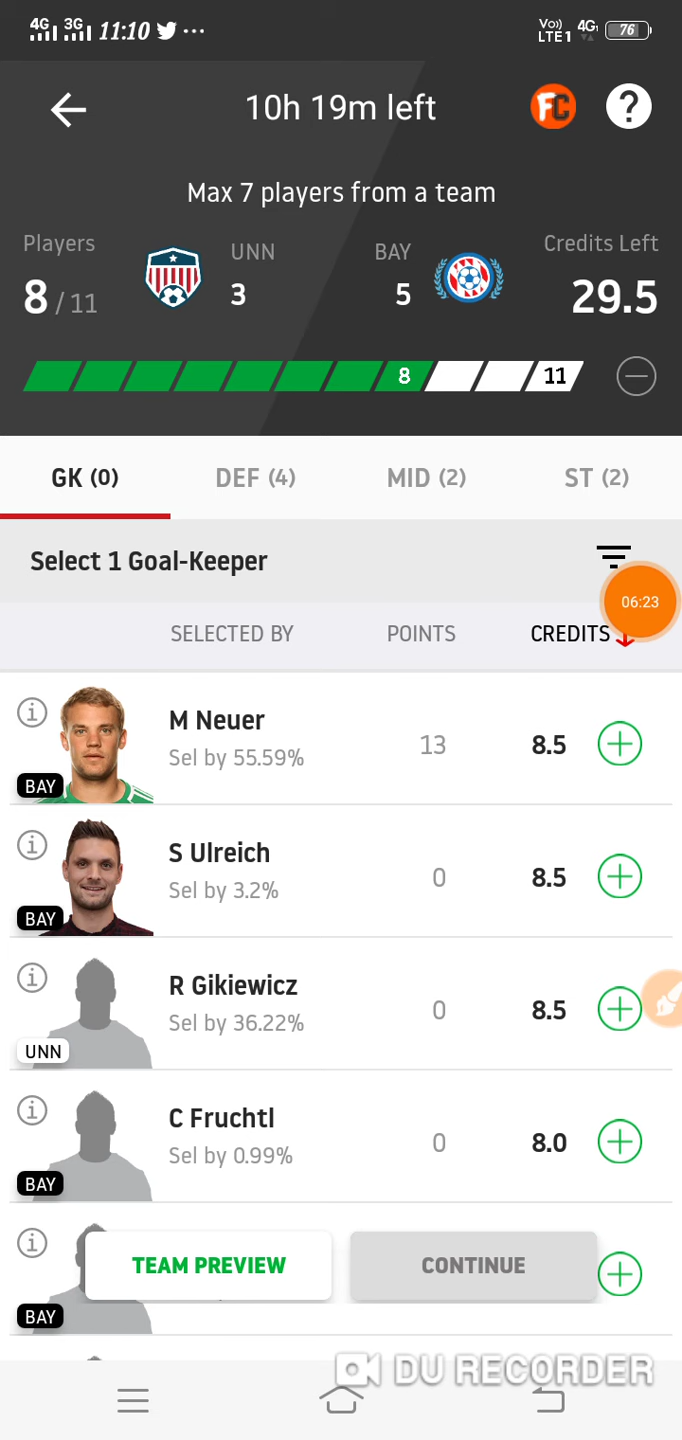 4G 3G 11:10 ... Vo)) LTE1 4G 76
10h 19m left FC ?
Max 7 players from a team
Players UNN BAY Credits Left
8 / 11 3 5 29.5
8 11
GK (0) DEF (4) MID (2) ST (2)
Select 1 Goal-Keeper
06:23
SELECTED BY POINTS CREDITS
M Neuer
Sel by 55.59% 13 8.5
BAY
S Ulreich
Sel by 3.2% 0 8.5
BAY
R Gikiewicz
Sel by 36.22% 0 8.5
UNN
C Fruchtl
Sel by 0.99% 0 8.0
BAY
TEAM PREVIEW CONTINUE
BAY
DU RECORDER